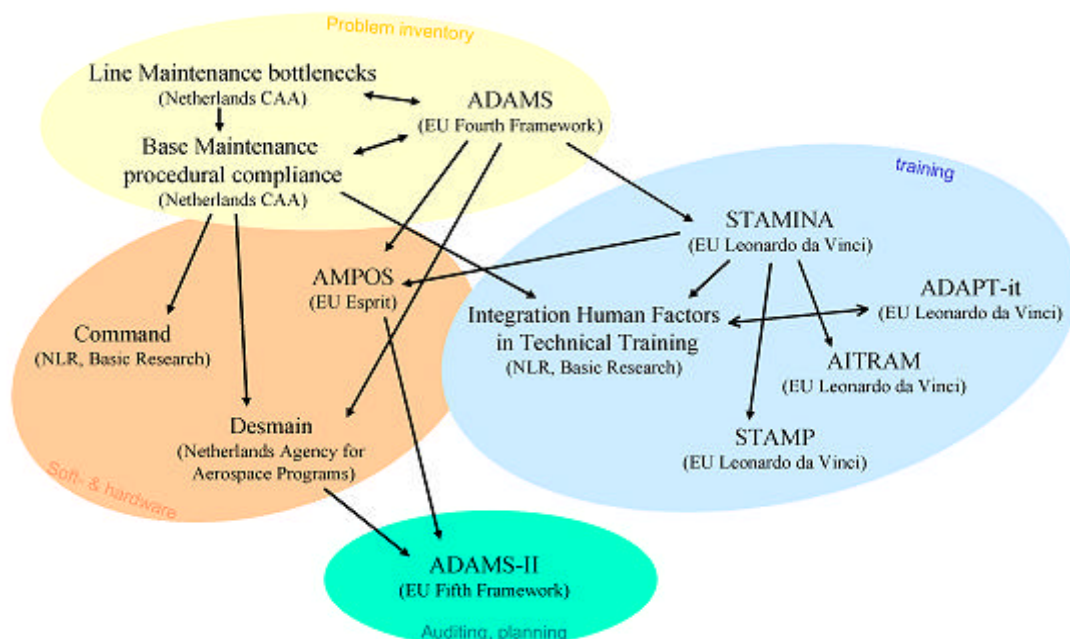 Problem inventory
Line Maintenance bottlenecks
(Netherlands CAA)
ADAMS
(EU Fourth Framework)
Base Maintenance
procedural compliance
(Netherlands CAA)
training
STAMINA
(EU Leonardo da Vinci)
AMPOS
(EU Esprit)
ADAPT-it
(EU Leonardo da Vinci)
Integration Human Factors
in Technical Training
(NLR, Basic Research)
Command
(NLR, Basic Research)
AITRAM
(EU Leonardo da Vinci)
Desmain
(Netherlands Agency for
Aerospace Programs)
STAMP
(EU Leonardo da Vinci)
Soft- & hardware
ADAMS-II
(EU Fifth Framework)
Auditing, planning